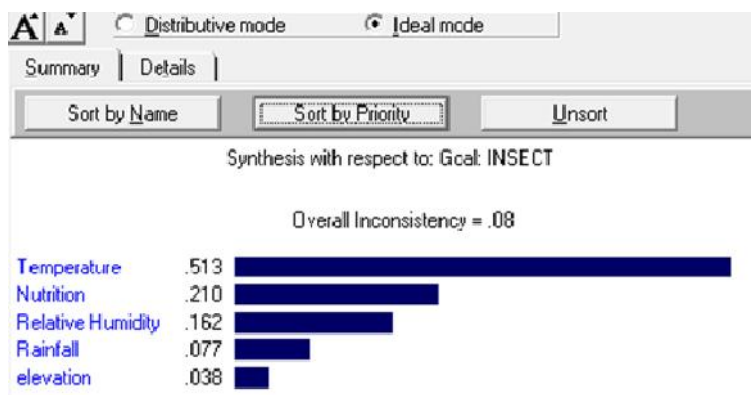 A A Distributive mode Ideal mode
Summary Details
Sort by Name Sort by Priority Unsort
Synthesis with respect to: Goal: INSECT
Overall Inconsistency = .08
Temperature .513
Nutrition .210
Relative Humidity .162
Rainfall .077
elevation .038